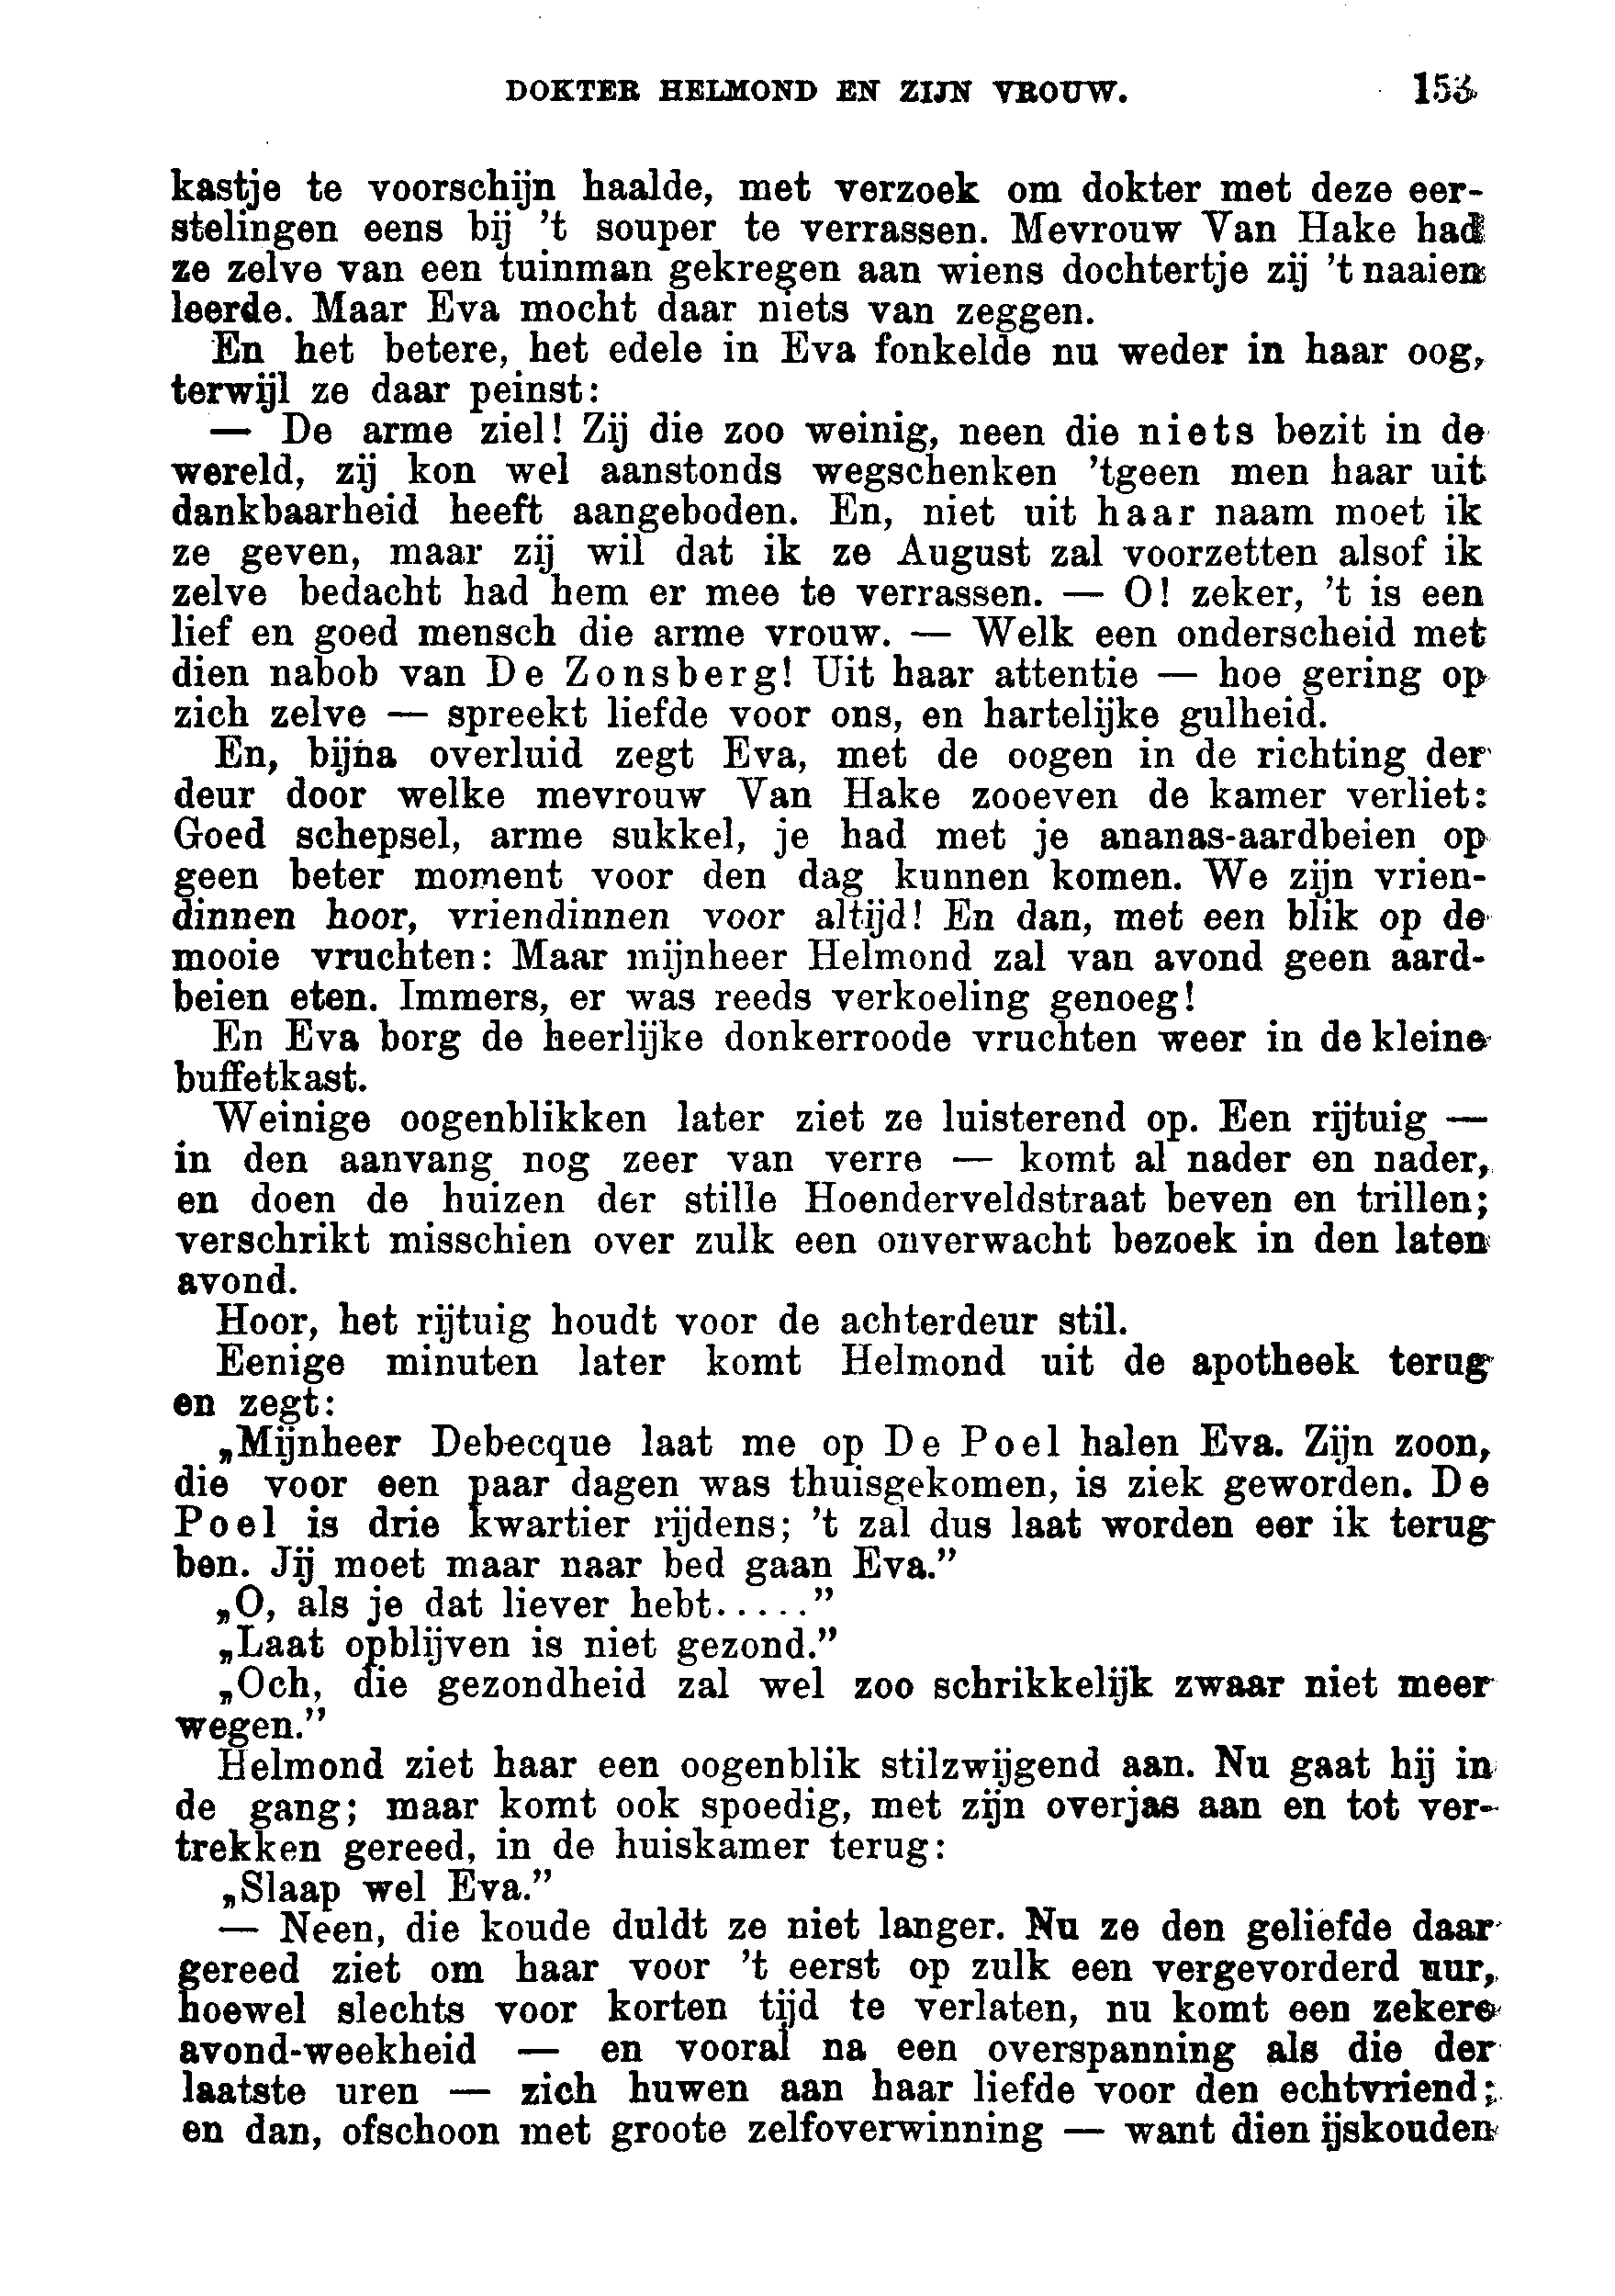 DOKTER HELMOND EN ZIJN VROUW. 153
kastje te voorschijn haalde, met verzoek om dokter met deze eer-
stelingen eens bij 't souper te verrassen. Mevrouw Van Hake had
ze zelve van een tuinman gekregen aan wiens dochtertje zij 't naaien
leerde. Maar Eva mocht daar niets van zeggen.
En het betere, het edele in Eva fonkelde nu weder in haar oog,
terwijl ze daar peinst:
— De arme ziel! Zij die zoo weinig, neen die niets bezit in de
wereld, zij kon wel aanstonds wegschenken 'tgeen men haar uit
dankbaarheid heeft aangeboden. En, niet uit haar naam moet ik
ze geven, maar zij wil dat ik ze August zal voorzetten alsof ik
zelve bedacht had hem er mee te verrassen. — O! zeker, 't is een
lief en goed mensch die arme vrouw. — Welk een onderscheid met
dien nabob van De Zonsberg! Uit haar attentie — hoe gering op
zich zelve — spreekt liefde voor ons, en hartelijke gulheid.
En, bijna overluid zegt Eva, met de oogen in de richting der
deur door welke mevrouw Van Hake zooeven de kamer verliet:
Goed schepsel, arme sukkel, je had met je ananas-aardbeien op
geen beter moment voor den dag kunnen komen. We zijn vrien-
dinnen hoor, vriendinnen voor altijd! En dan, met een blik op de
mooie vruchten: Maar mijnheer Helmond zal van avond geen aard-
beien eten. Immers, er was reeds verkoeling genoeg!
En Eva borg de heerlijke donkerroode vruchten weer in de kleine
buffetkast.
Weinige oogenblikken later ziet ze luisterend op. Een rijtuig —
in den aanvang nog zeer van verre — komt al nader en nader,
en doen de huizen der stille Hoenderveldstraat beven en trillen;
verschrikt misschien over zulk een onverwacht bezoek in den laten
avond.
Hoor, het rijtuig houdt voor de achterdeur stil.
Eenige minuten later komt Helmond uit de apotheek terug
en zegt:
„Mijnheer Debecque laat me op De Poel halen Eva. Zijn zoon,
die voor een paar dagen was thuisgekomen, is ziek geworden. De
Poel is drie kwartier rijdens; 't zal dus laat worden eer ik terug
ben. Jij moet maar naar bed gaan Eva.”
„O, als je dat liever hebt.....”
„Laat opblijven is niet gezond.”
„Och, die gezondheid zal wel zoo schrikkelijk zwaar niet meer
wegen.”
Helmond ziet haar een oogenblik stilzwijgend aan. Nu gaat hij in
de gang; maar komt ook spoedig, met zijn overjas aan en tot ver-
trekken gereed, in de huiskamer terug:
„Slaap wel Eva.”
— Neen, die koude duldt ze niet langer. Nu ze den geliefde daar
gereed ziet om haar voor 't eerst op zulk een vergevorderd uur,
hoewel slechts voor korten tijd te verlaten, nu komt een zekere
avond-weekheid — en vooral na een overspanning als die der
laatste uren — zich huwen aan haar liefde voor den echtvriend;
en dan, ofschoon met groote zelfoverwinning — want dien ijskouden